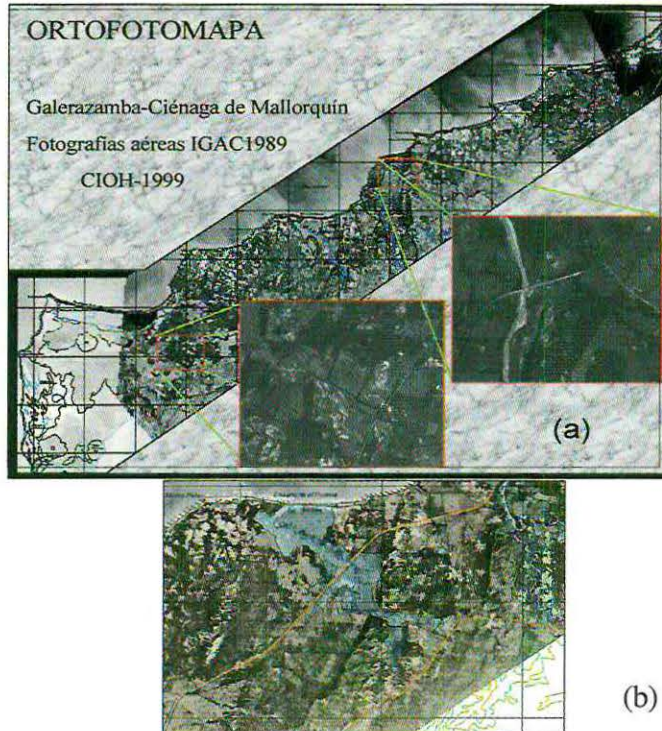 ORTOFOTOMAPA
Galerazamba-Ciénaga de Mallorquín
Fotografías aéreas IGAC1989
CIOH-1999
(a)
(b)